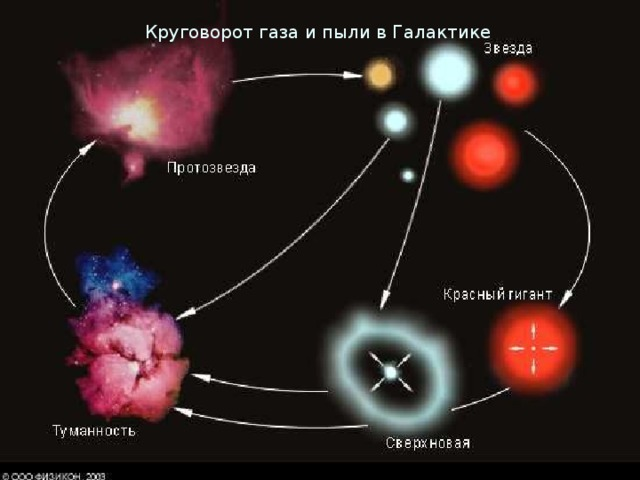 Круговорот газа и пыли в Галактике
Звезда
Протозвезда
Красный гигант
Туманность
Сверхновая
© ООО ФИЗИКОН, 2003